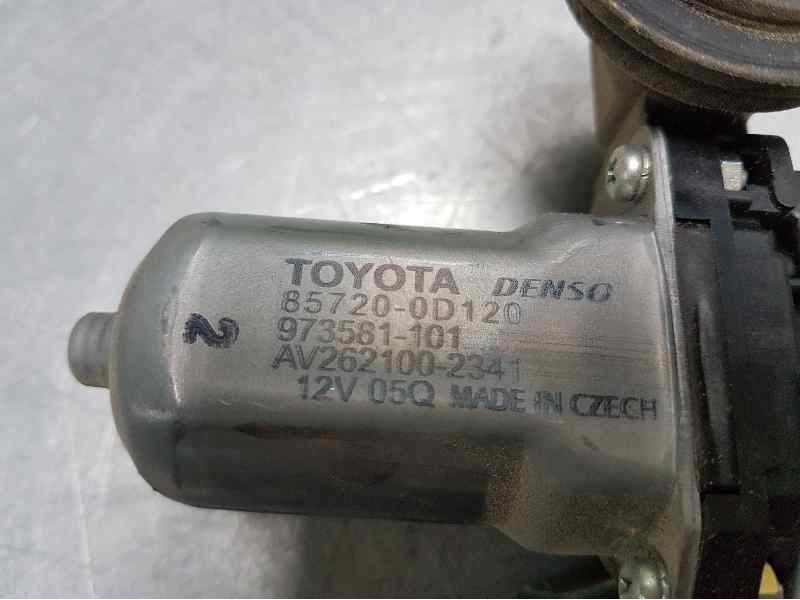 TOYOTA DENSO
85720-0D120
973581-101
AV262100-2341
12V 05Q MADE IN CZECH
2